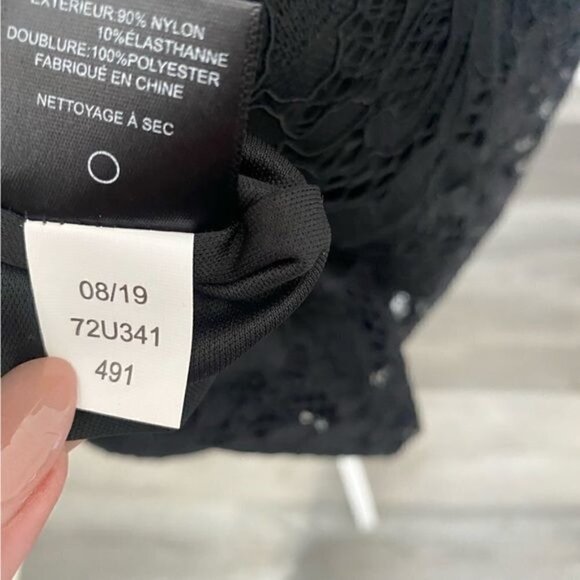 EXTÉRIEUR:90% NYLON
10%ÉLASTHANNE
DOUBLURE:100%POLYESTER
FABRIQUÉ EN CHINE
NETTOYAGE À SEC
08/19
72U341
491